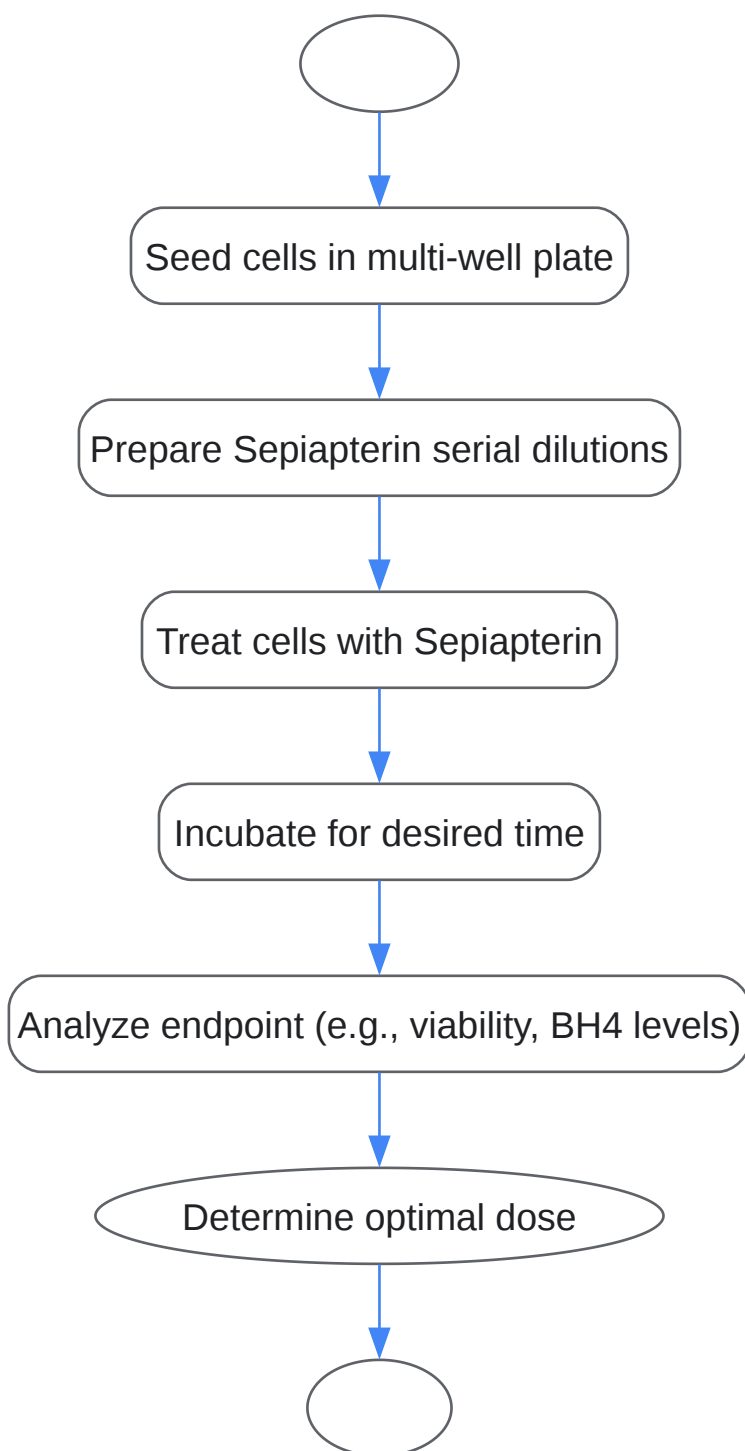 Seed cells in multi-well plate
Prepare Sepiapterin serial dilutions
Treat cells with Sepiapterin
Incubate for desired time
Analyze endpoint (e.g., viability, BH4 levels)
Determine optimal dose